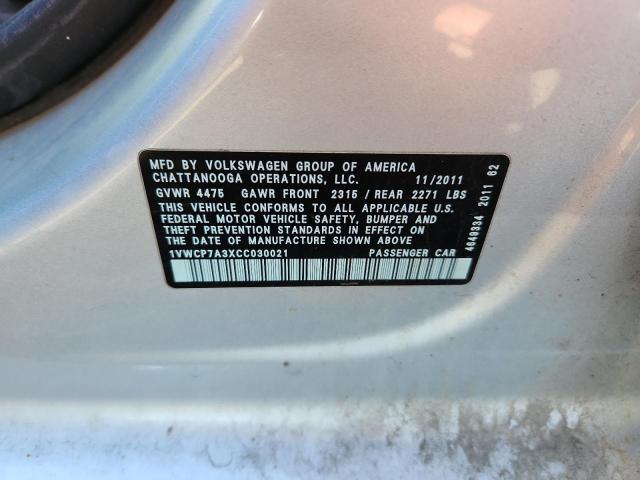 MFD BY VOLKSWAGEN GROUP OF AMERICA
CHATTANOOGA OPERATIONS, LLC. 11/2011
GVWR 4475 GAWR FRONT 2315 / REAR 2271 LBS
THIS VEHICLE CONFORMS TO ALL APPLICABLE U.S.
FEDERAL MOTOR VEHICLE SAFETY, BUMPER AND
THEFT PREVENTION STANDARDS IN EFFECT ON THE
DATE OF MANUFACTURE SHOWN ABOVE
1VWCP7A3XCC030021 PASSENGER CAR
4649334 2011 62